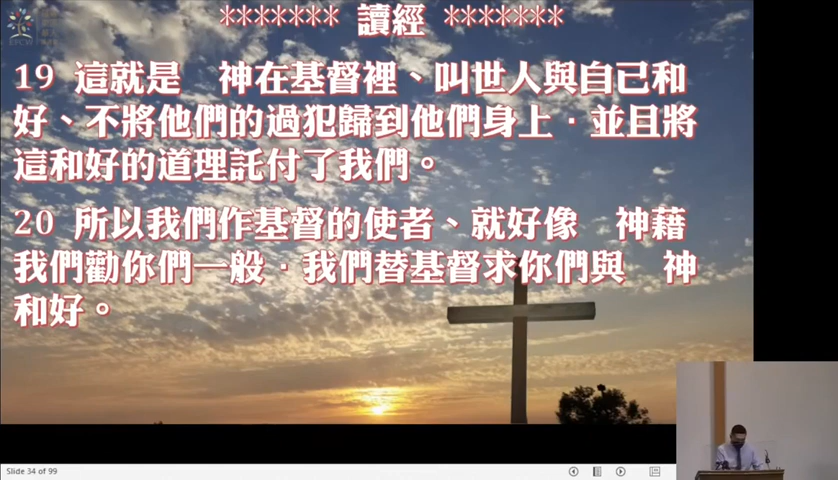 ******* 讀經 *******
19 這就是　神在基督裡、叫世人與自已和
好、不將他們的過犯歸到他們身上．並且將
這和好的道理託付了我們。
20 所以我們作基督的使者、就好像　神藉
我們勸你們一般．我們替基督求你們與　神
和好。
Slide 34 of 99